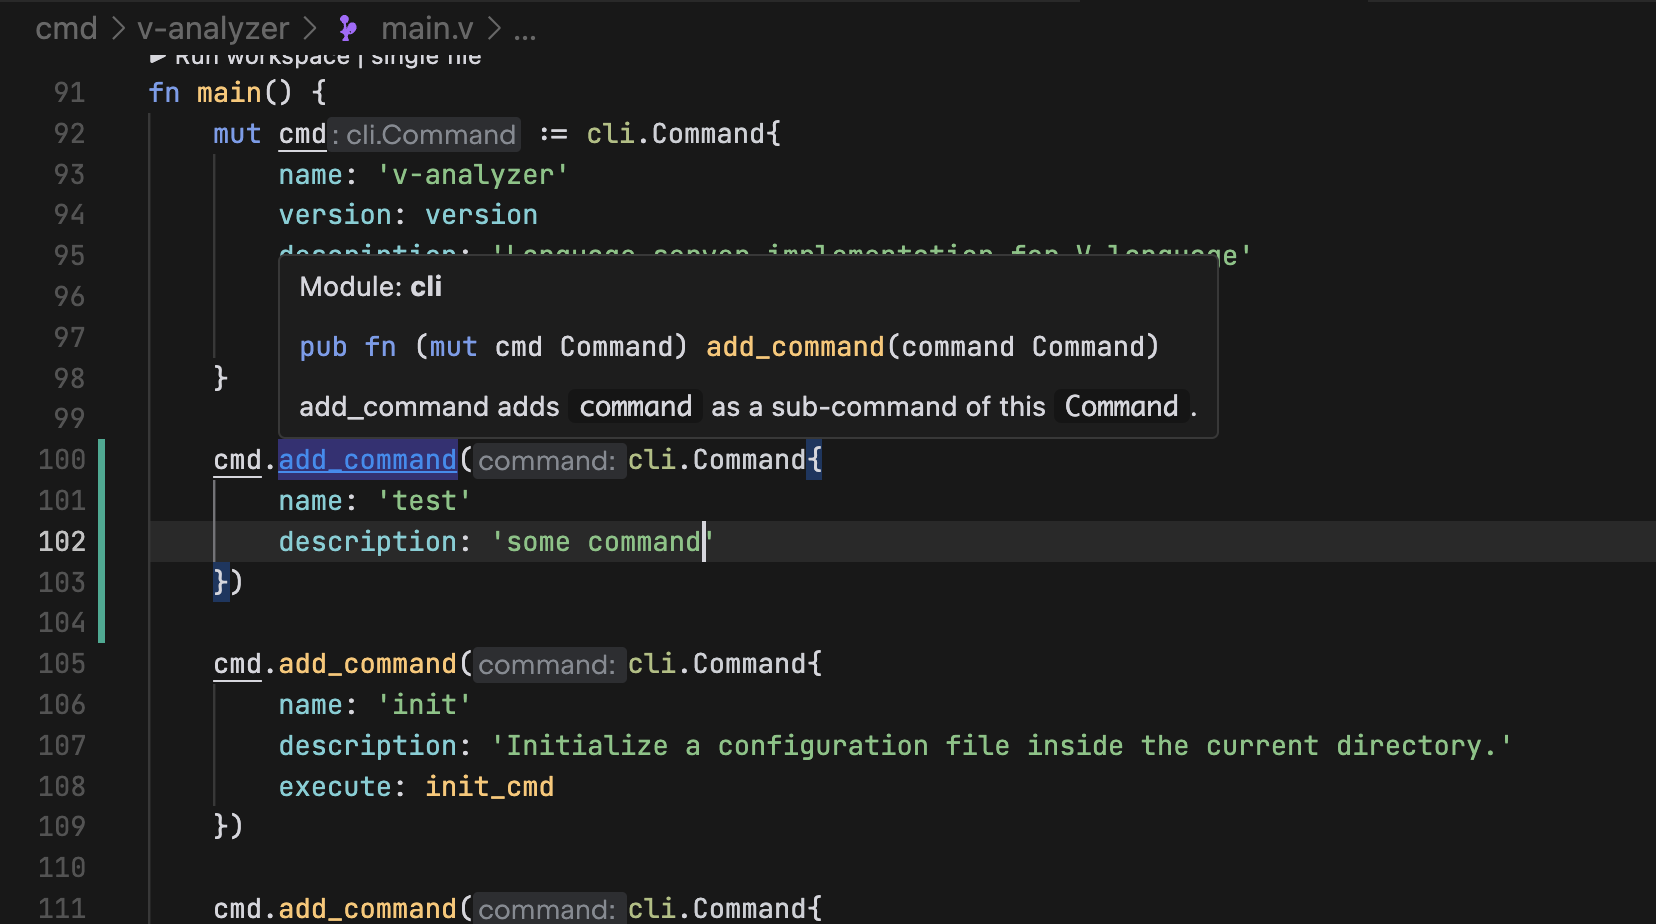 cmd > v-analyzer > main.v > ...
Run workspace | single file
91 fn main() {
92 mut cmd: cli.Command := cli.Command{
93 name: 'v-analyzer'
94 version: version
95 description: 'Language server implementation for V language'
96
Module: cli
97
pub fn (mut cmd Command) add_command(command Command)
98 }
add_command adds command as a sub-command of this Command.
99
100 cmd.add_command(command: cli.Command{
101 name: 'test'
102 description: 'some command'
103 })
104
105 cmd.add_command(command: cli.Command{
106 name: 'init'
107 description: 'Initialize a configuration file inside the current directory.'
108 execute: init_cmd
109 })
110
111 cmd.add_command(command: cli.Command{